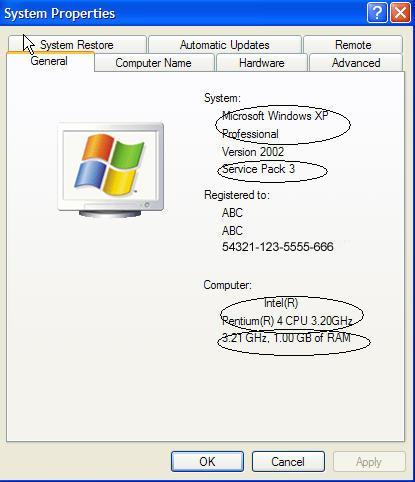 System Properties
System Restore Automatic Updates Remote
General Computer Name Hardware Advanced
System:
Microsoft Windows XP
Professional
Version 2002
Service Pack 3
Registered to:
ABC
ABC
54321-123-5555-666
Computer:
Intel(R)
Pentium(R) 4 CPU 3.20GHz
3.21 GHz, 1.00 GB of RAM
OK Cancel Apply